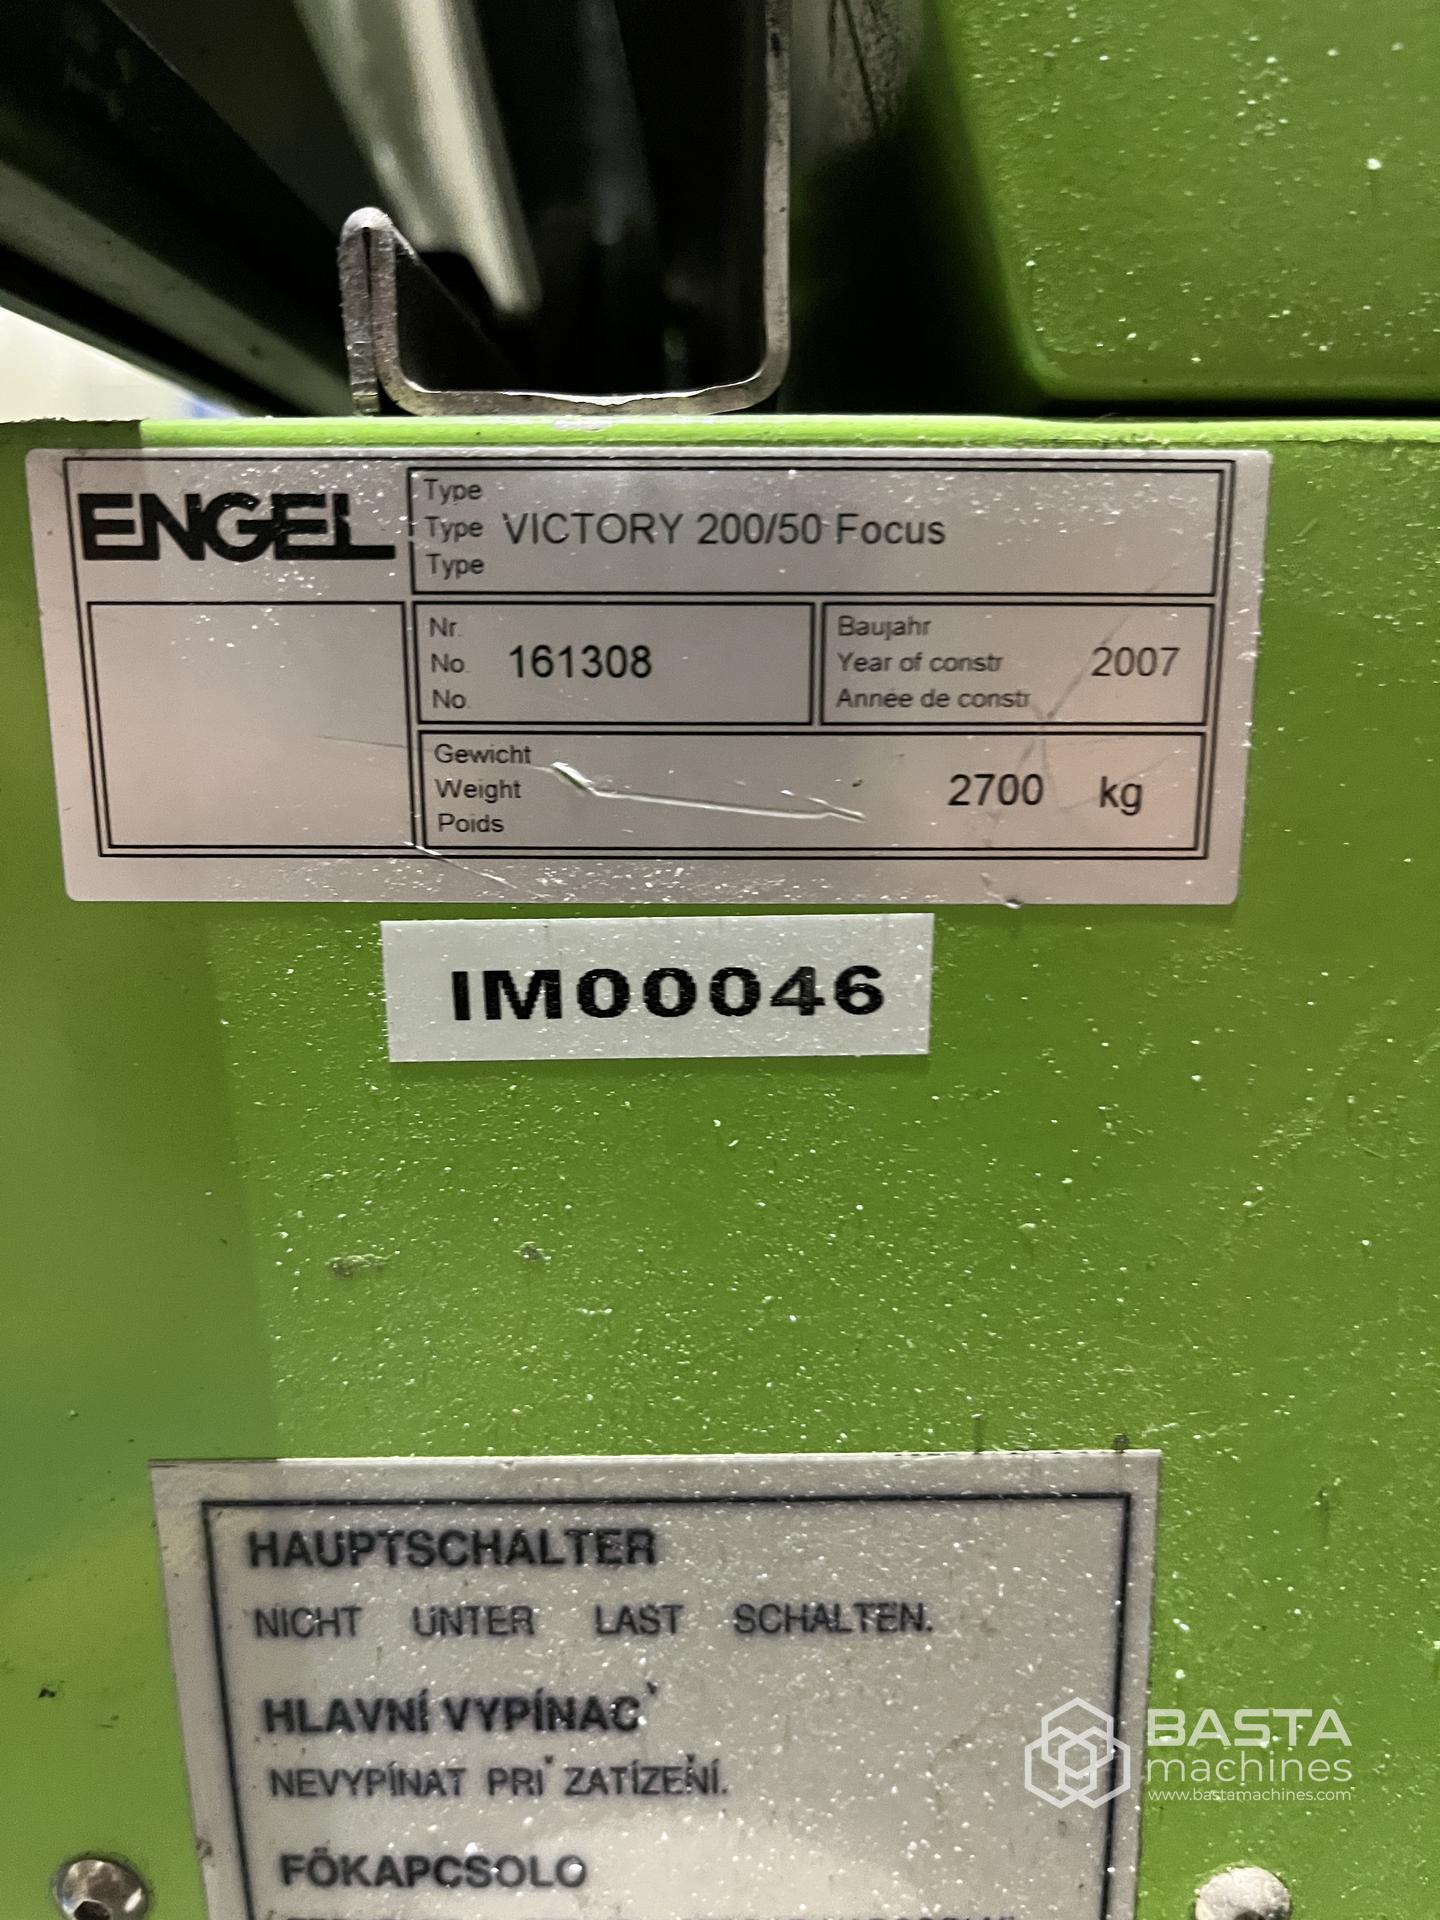 ENGEL
Type
Type VICTORY 200/50 Focus
Type
Nr.
No. 161308
No.
Baujahr
Year of constr 2007
Année de constr
Gewicht
Weight 2700 kg
Poids
IM00046
HAUPTSCHALTER
NICHT UNTER LAST SCHALTEN.
HLAVNÍ VYPÍNAČ
NEVYPÍNAT PRI ̌ZATÍZENÍ.
FÖKAPCSOLO
BASTA
machines
www.bastamachines.com